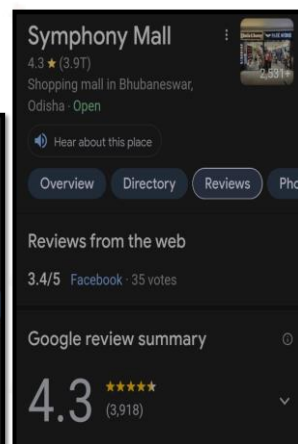 Symphony Mall
4.3 ★ (3.9T)
Shopping mall in Bhubaneswar,
Odisha · Open
2,531+
Hear about this place
Overview Directory Reviews Pho
Reviews from the web
3.4/5 Facebook · 35 votes
Google review summary
4.3 ★★★★★
(3,918)